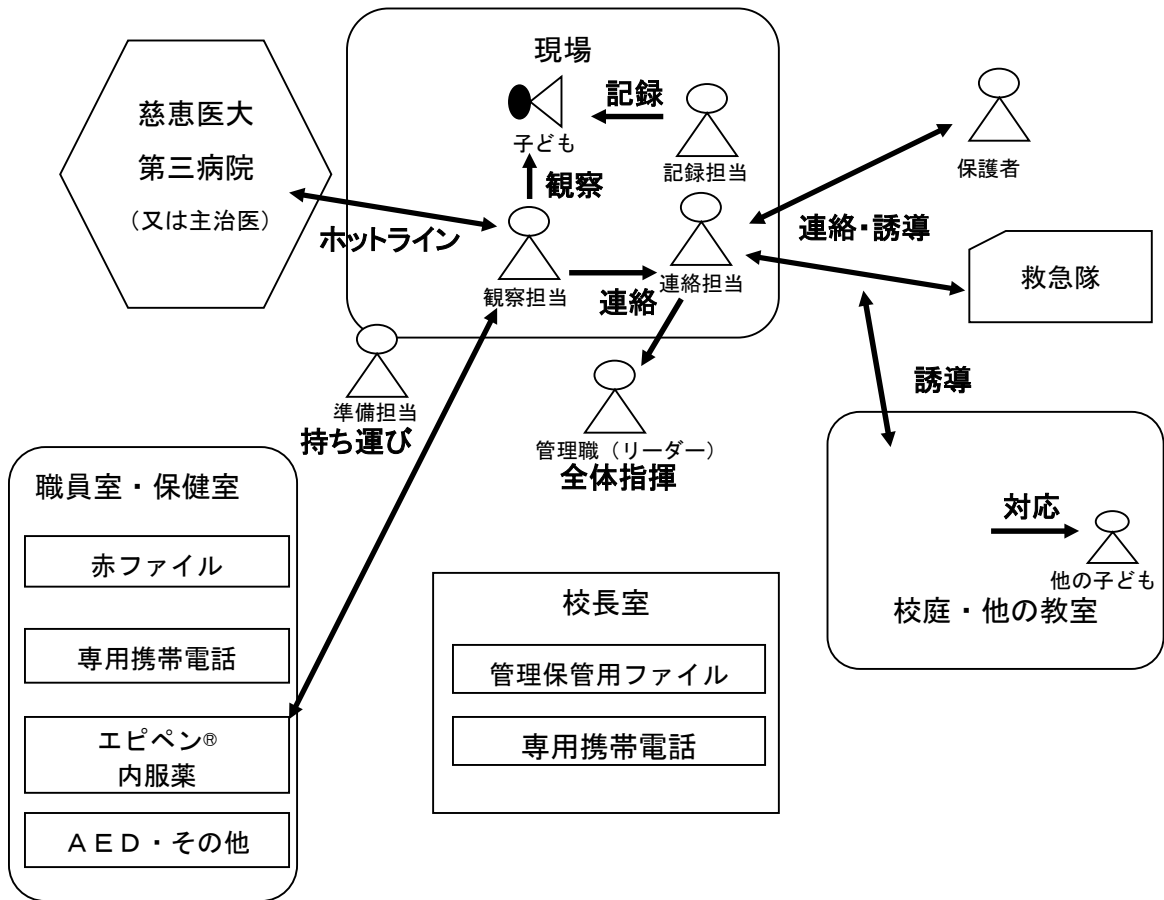 現場
慈恵医大
第三病院
（又は主治医）
ホットライン
子ども
記録
記録担当
観察
観察担当
連絡
連絡担当
保護者
連絡・誘導
救急隊
誘導
準備担当
持ち運び
管理職（リーダー）
全体指揮
職員室・保健室
赤ファイル
専用携帯電話
エピペン®
内服薬
ＡＥＤ・その他
校長室
管理保管用ファイル
専用携帯電話
対応
他の子ども
校庭・他の教室